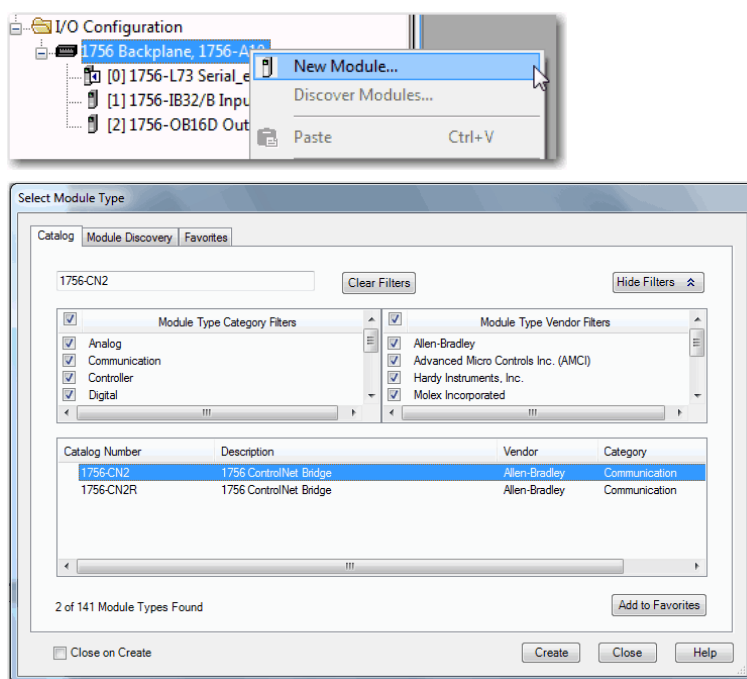 I/O Configuration
1756 Backplane, 1756-A10
[0] 1756-L73 Serial_e
[1] 1756-IB32/B Inpu
[2] 1756-OB16D Out
New Module...
Discover Modules...
Paste Ctrl+V
Select Module Type
Catalog Module Discovery Favorites
1756-CN2 Clear Filters Hide Filters
Module Type Category Filters Module Type Vendor Filters
Analog Allen-Bradley
Communication Advanced Micro Controls Inc. (AMCI)
Controller Hardy Instruments, Inc.
Digital Molex Incorporated
Catalog Number Description Vendor Category
1756-CN2 1756 ControlNet Bridge Allen-Bradley Communication
1756-CN2R 1756 ControlNet Bridge Allen-Bradley Communication
2 of 141 Module Types Found Add to Favorites
Close on Create Create Close Help